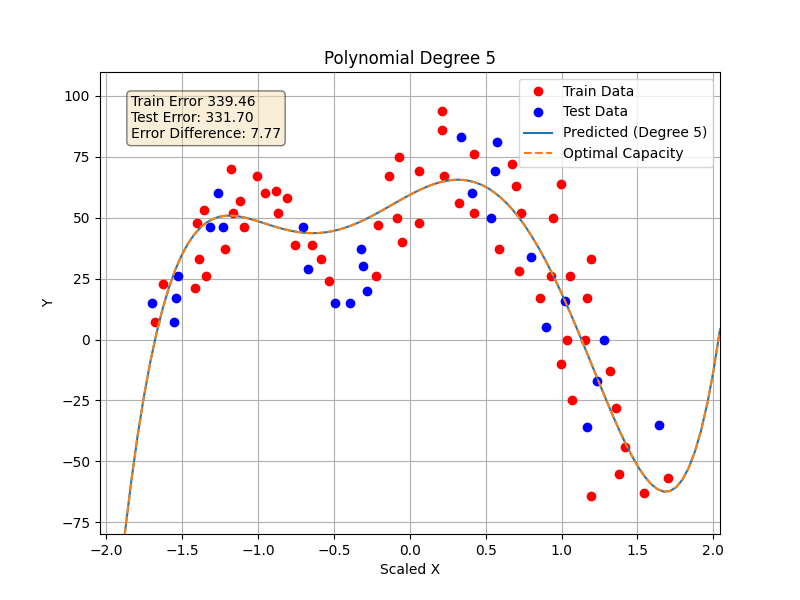 Polynomial Degree 5
Train Error 339.46
Test Error: 331.70
Error Difference: 7.77
Train Data
Test Data
Predicted (Degree 5)
Optimal Capacity
100
75
50
25
0
−25
−50
−75
Y
−2.0 −1.5 −1.0 −0.5 0.0 0.5 1.0 1.5 2.0
Scaled X